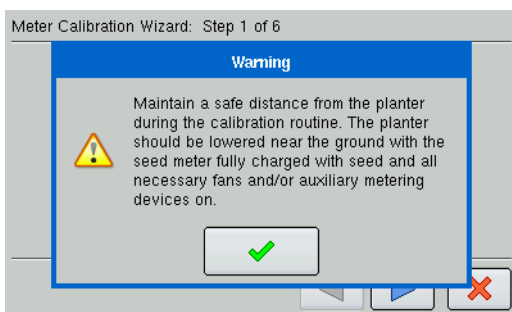 Meter Calibration Wizard: Step 1 of 6
Warning
Maintain a safe distance from the planter
during the calibration routine. The planter
should be lowered near the ground with the
seed meter fully charged with seed and all
necessary fans and/or auxiliary metering
devices on.